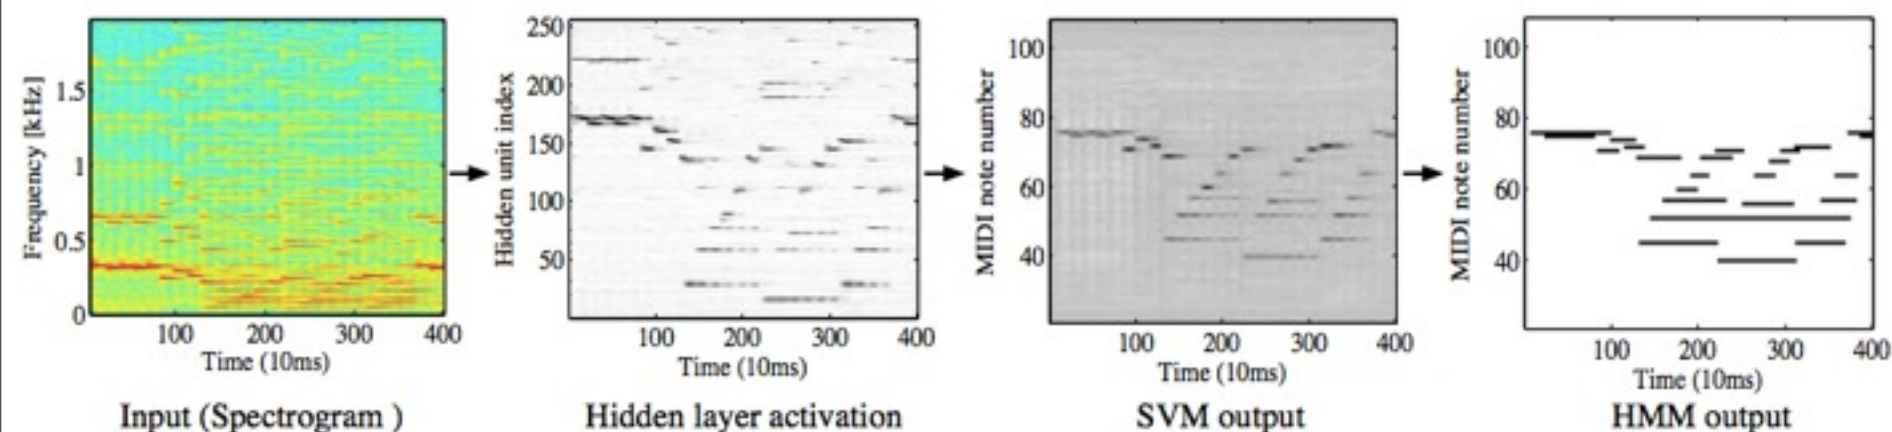 Frequency [kHz]
1.5
1
0.5
0
100 200 300 400
Time (10ms)
Input (Spectrogram )
Hidden unit index
250
200
150
100
50
100 200 300 400
Time (10ms)
Hidden layer activation
MIDI note number
100
80
60
40
100 200 300 400
Time (10ms)
SVM output
MIDI note number
100
80
60
40
100 200 300 400
Time (10ms)
HMM output